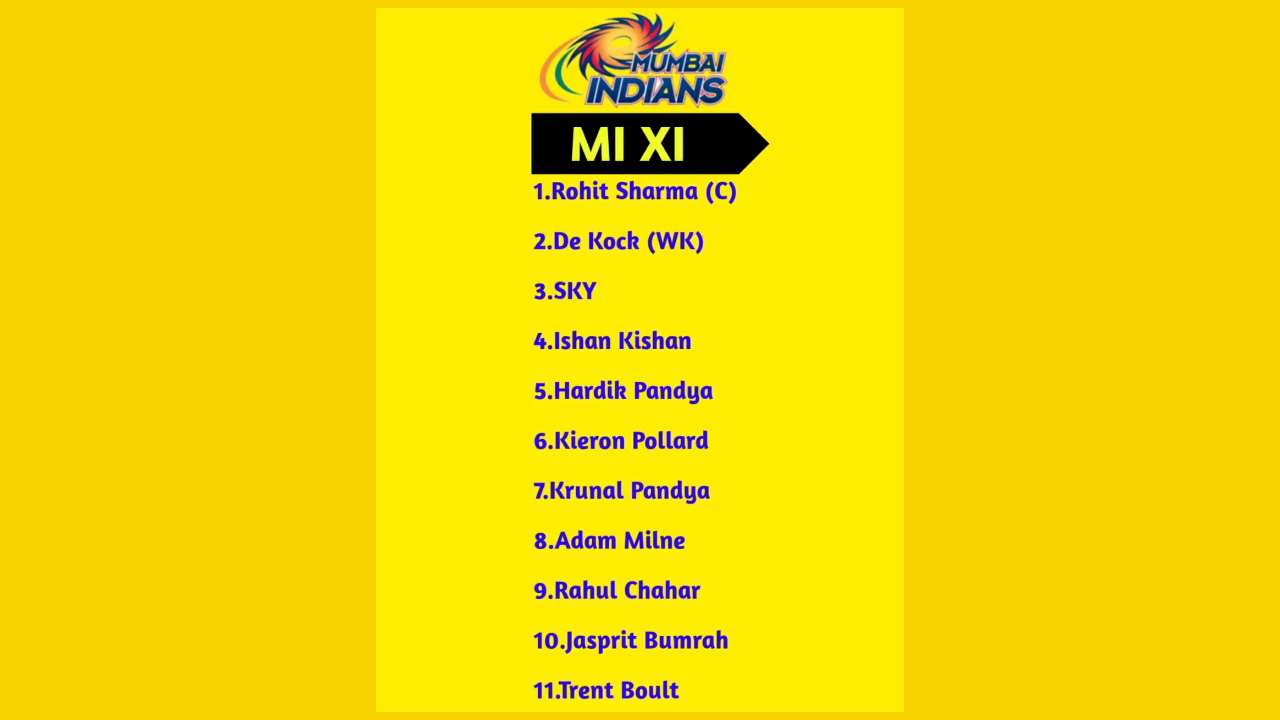 MUMBAI
INDIANS
MI XI
1.Rohit Sharma (C)
2.De Kock (WK)
3.SKY
4.Ishan Kishan
5.Hardik Pandya
6.Kieron Pollard
7.Krunal Pandya
8.Adam Milne
9.Rahul Chahar
10.Jasprit Bumrah
11.Trent Boult